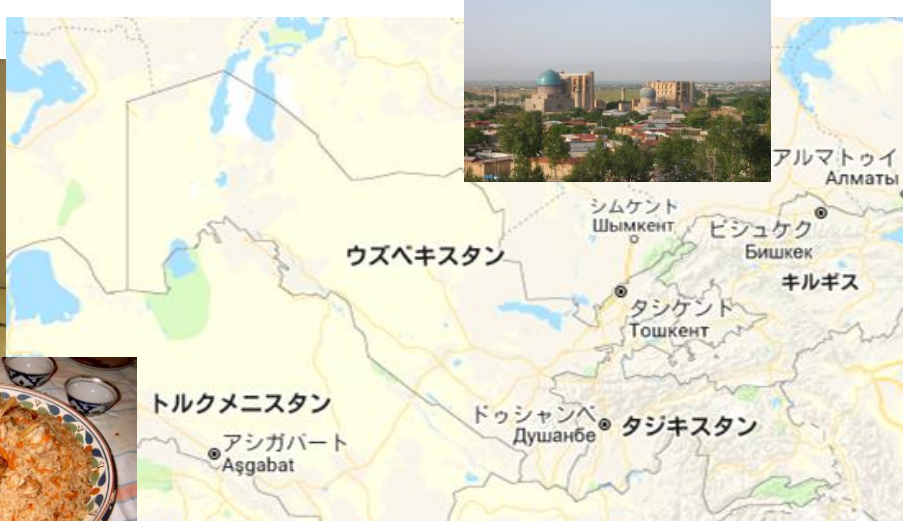 アルマトゥイ
Алматы
シムケント
Шымкент
ビシュケク
Бишкек
ウズベキスタン
キルギス
タシケント
Тошкент
トルクメニスタン
ドゥシャンベ
Душанбе
タジキスタン
アシガバート
Aşgabat